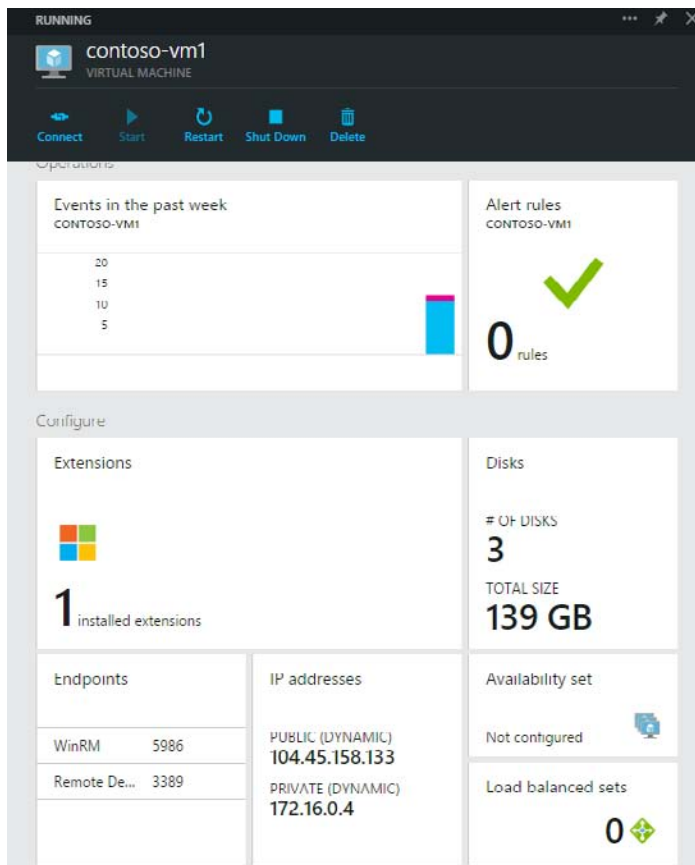 RUNNING
contoso-vm1
VIRTUAL MACHINE
Connect Start Restart Shut Down Delete
Operations
Events in the past week
CONTOSO-VM1
20
15
10
5
Alert rules
CONTOSO-VM1
0 rules
Configure
Extensions
1 installed extensions
Disks
# OF DISKS
3
TOTAL SIZE
139 GB
Endpoints
WinRM 5986
Remote De... 3389
IP addresses
PUBLIC (DYNAMIC)
104.45.158.133
PRIVATE (DYNAMIC)
172.16.0.4
Availability set
Not configured
Load balanced sets
0